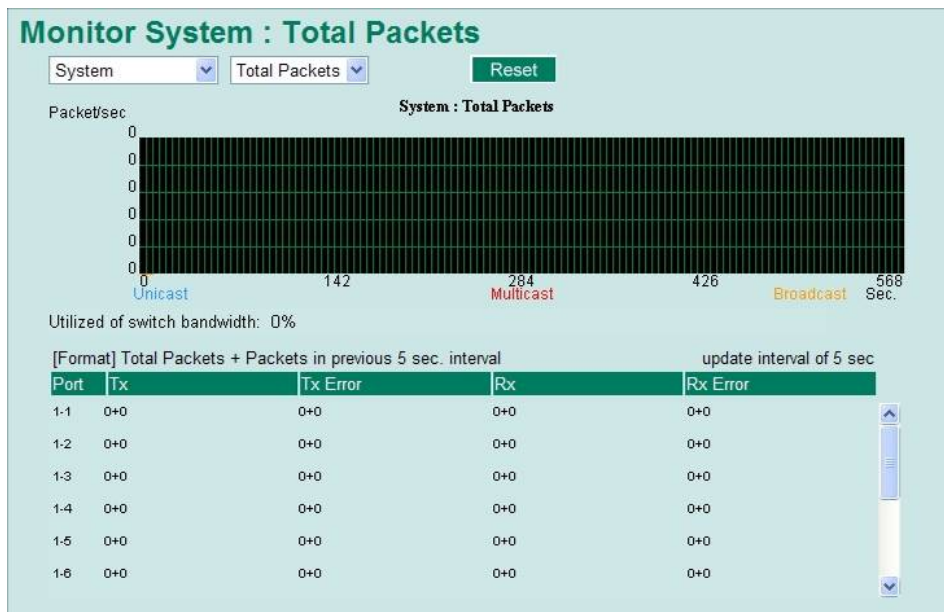 Monitor System : Total Packets
System Total Packets Reset
Packet/sec System : Total Packets
0
0
0
0
0
0
0 142 284 426 568
Unicast Multicast Broadcast Sec.
Utilized of switch bandwidth: 0%
[Format] Total Packets + Packets in previous 5 sec. interval update interval of 5 sec
Port Tx Tx Error Rx Rx Error
1-1 0+0 0+0 0+0 0+0
1-2 0+0 0+0 0+0 0+0
1-3 0+0 0+0 0+0 0+0
1-4 0+0 0+0 0+0 0+0
1-5 0+0 0+0 0+0 0+0
1-6 0+0 0+0 0+0 0+0